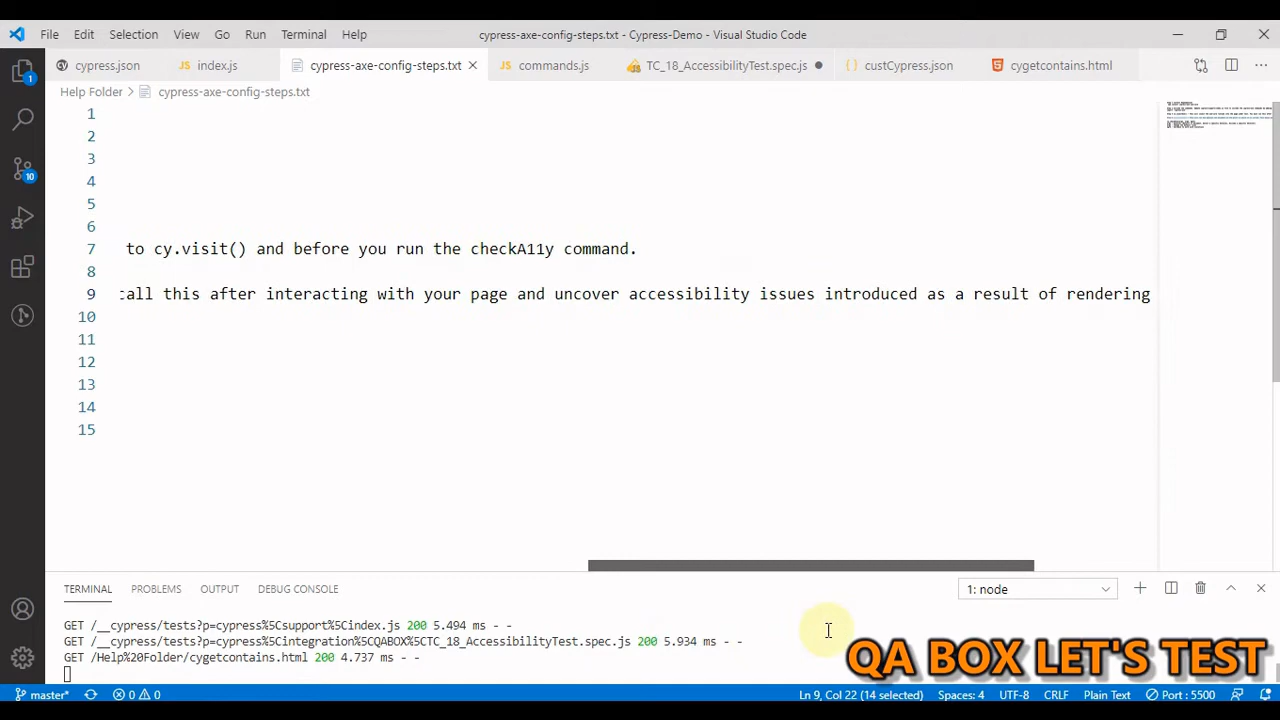 File Edit Selection View Go Run Terminal Help cypress-axe-config-steps.txt - Cypress-Demo - Visual Studio Code
cypress.json index.js cypress-axe-config-steps.txt commands.js TC_18_AccessibilityTest.spec.js custCypress.json cygetcontains.html
Help Folder > cypress-axe-config-steps.txt
1
2
3
4
5
6
7 to cy.visit() and before you run the checkA11y command.
8
9 call this after interacting with your page and uncover accessibility issues introduced as a result of rendering
10
11
12
13
14
15
1
10
TERMINAL PROBLEMS OUTPUT DEBUG CONSOLE 1: node
GET /__cypress/tests?p=cypress%5Csupport%5Cindex.js 200 5.494 ms - -
GET /__cypress/tests?p=cypress%5Cintegration%5CQABOX%5CTC_18_AccessibilityTest.spec.js 200 5.934 ms - -
GET /Help%20Folder/cygetcontains.html 200 4.737 ms - -
QA BOX LET'S TEST
master* 0 0 Ln 9, Col 22 (14 selected) Spaces: 4 UTF-8 CRLF Plain Text Port : 5500